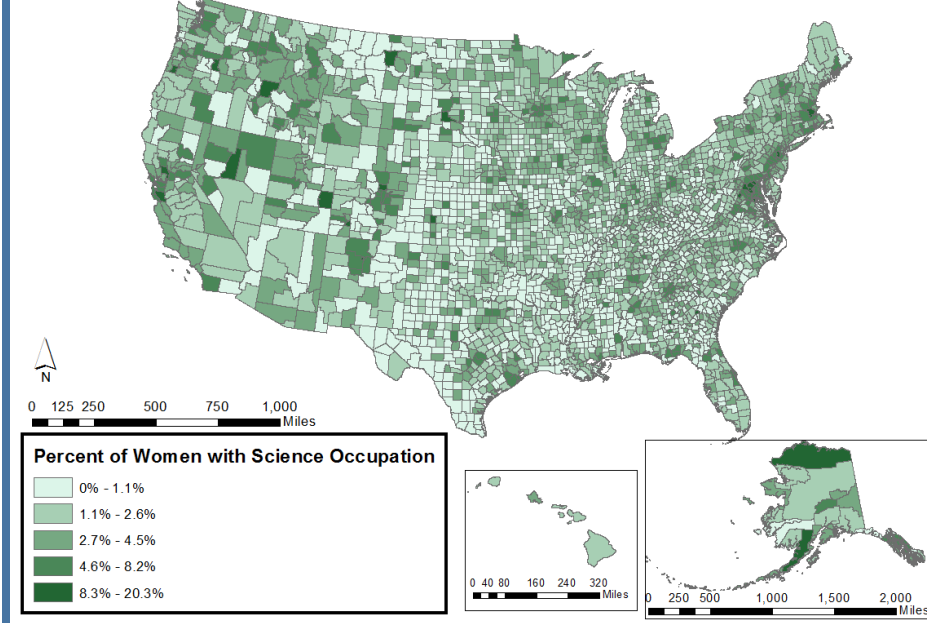 N
0 125 250 500 750 1,000
Miles
Percent of Women with Science Occupation
0% - 1.1%
1.1% - 2.6%
2.7% - 4.5%
4.6% - 8.2%
8.3% - 20.3%
0 40 80 160 240 320
Miles
0 250 500 1,000 1,500 2,000
Miles